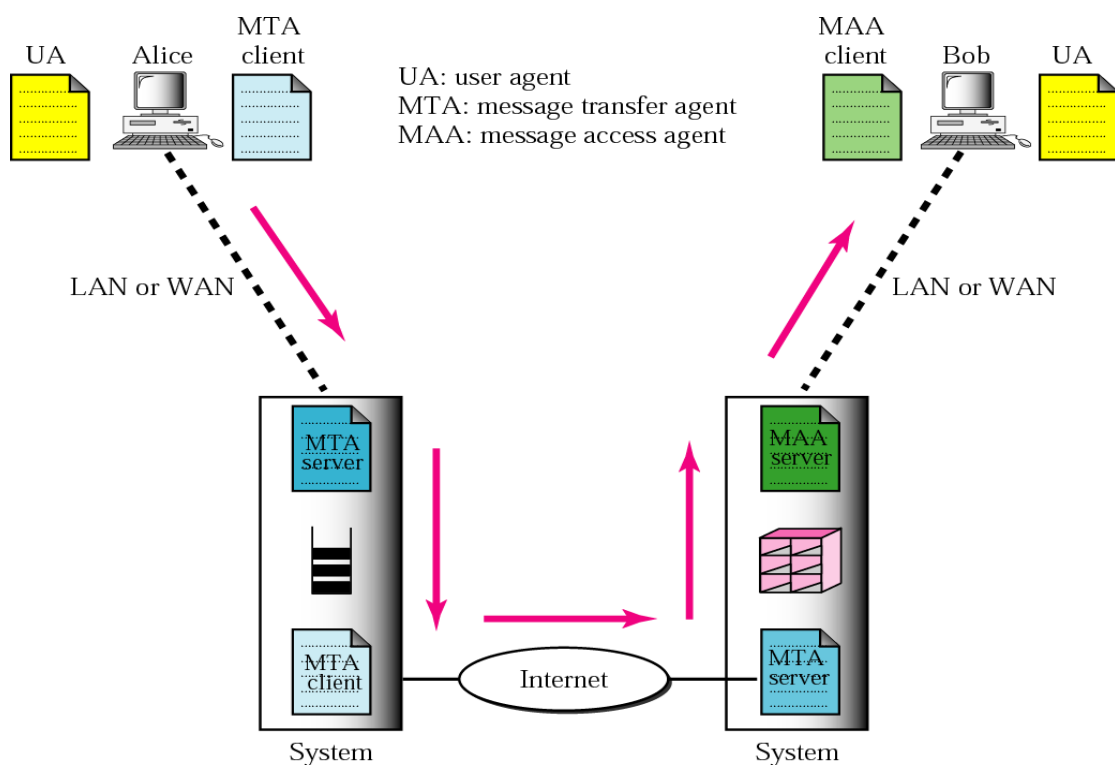 UA
Alice
MTA
client
UA: user agent
MTA: message transfer agent
MAA: message access agent
MAA
client
Bob
UA
LAN or WAN
LAN or WAN
MTA
server
MTA
client
System
Internet
MAA
server
MTA
server
System